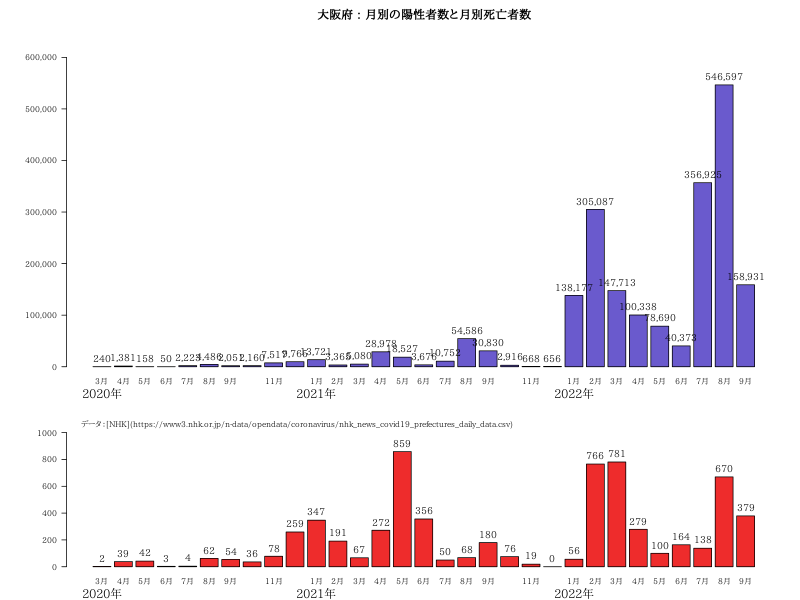 大阪府：月別の陽性者数と月別死亡者数
600,000
500,000
400,000
300,000
200,000
100,000
0
240 1,381 158 50 2,223 4,486 2,051 2,160 7,517 9,766 13,721 3,365 5,080 28,978 18,527 3,676 10,752 54,586 30,830 2,916 668 656 138,177 305,087 147,713 100,338 78,690 40,373 356,925 546,597 158,931
3月 4月 5月 6月 7月 8月 9月 11月 1月 2月 3月 4月 5月 6月 7月 8月 9月 11月 1月 2月 3月 4月 5月 6月 7月 8月 9月
2020年 2021年 2022年
データ：[NHK](https://www3.nhk.or.jp/n-data/opendata/coronavirus/nhk_news_covid19_prefectures_daily_data.csv)
1000
800
600
400
200
0
2 39 42 3 4 62 54 36 78 259 347 191 67 272 859 356 50 68 180 76 19 0 56 766 781 279 100 164 138 670 379
3月 4月 5月 6月 7月 8月 9月 11月 1月 2月 3月 4月 5月 6月 7月 8月 9月 11月 1月 2月 3月 4月 5月 6月 7月 8月 9月
2020年 2021年 2022年